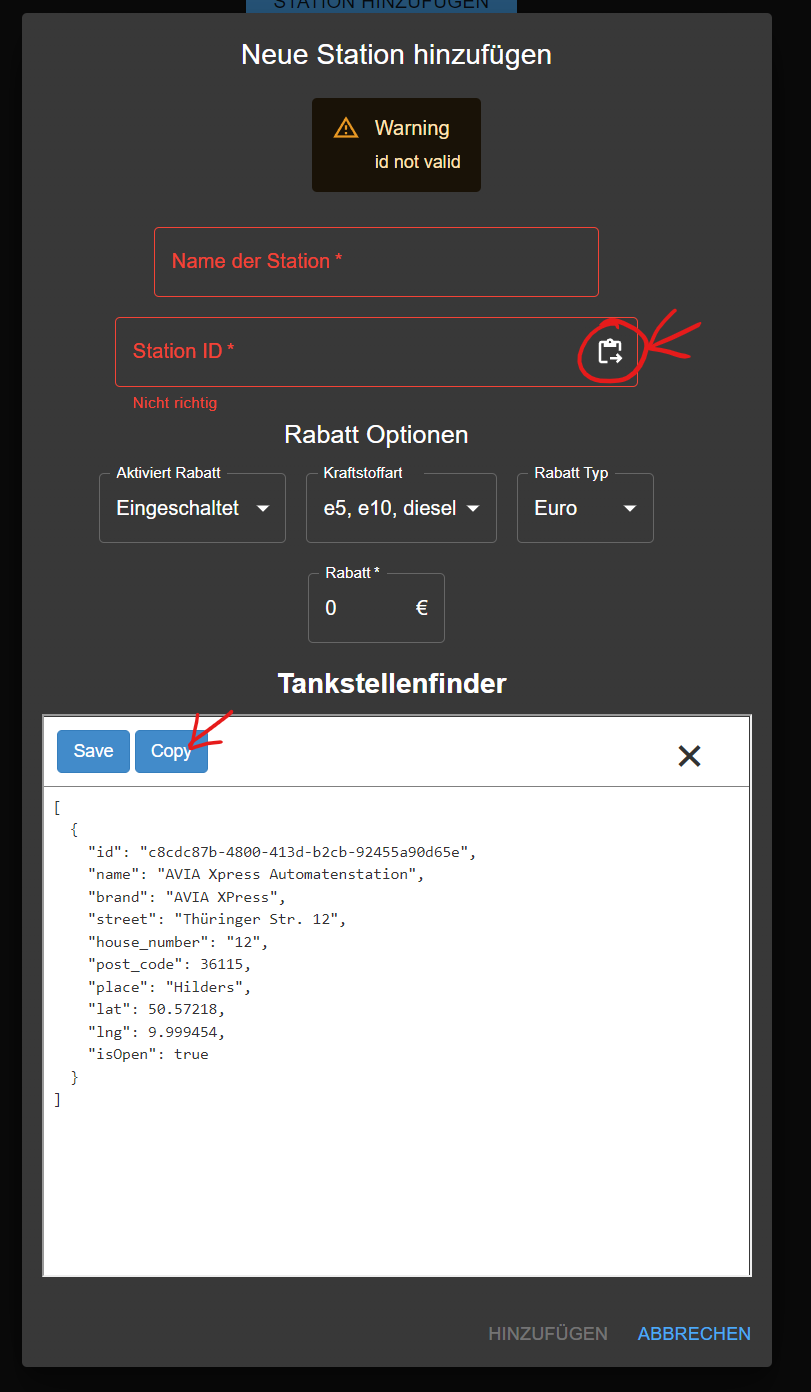 STATION HINZUFÜGEN
Neue Station hinzufügen
Warning
id not valid
Name der Station *
Station ID *
Nicht richtig
Rabatt Optionen
Aktiviert Rabatt Kraftstoffart Rabatt Typ
Eingeschaltet e5, e10, diesel Euro
Rabatt *
0 €
Tankstellenfinder
Save Copy
[
  {
    "id": "c8cdc87b-4800-413d-b2cb-92455a90d65e",
    "name": "AVIA Xpress Automatenstation",
    "brand": "AVIA XPress",
    "street": "Thüringer Str. 12",
    "house_number": "12",
    "post_code": 36115,
    "place": "Hilders",
    "lat": 50.57218,
    "lng": 9.999454,
    "isOpen": true
  }
]
HINZUFÜGEN ABBRECHEN